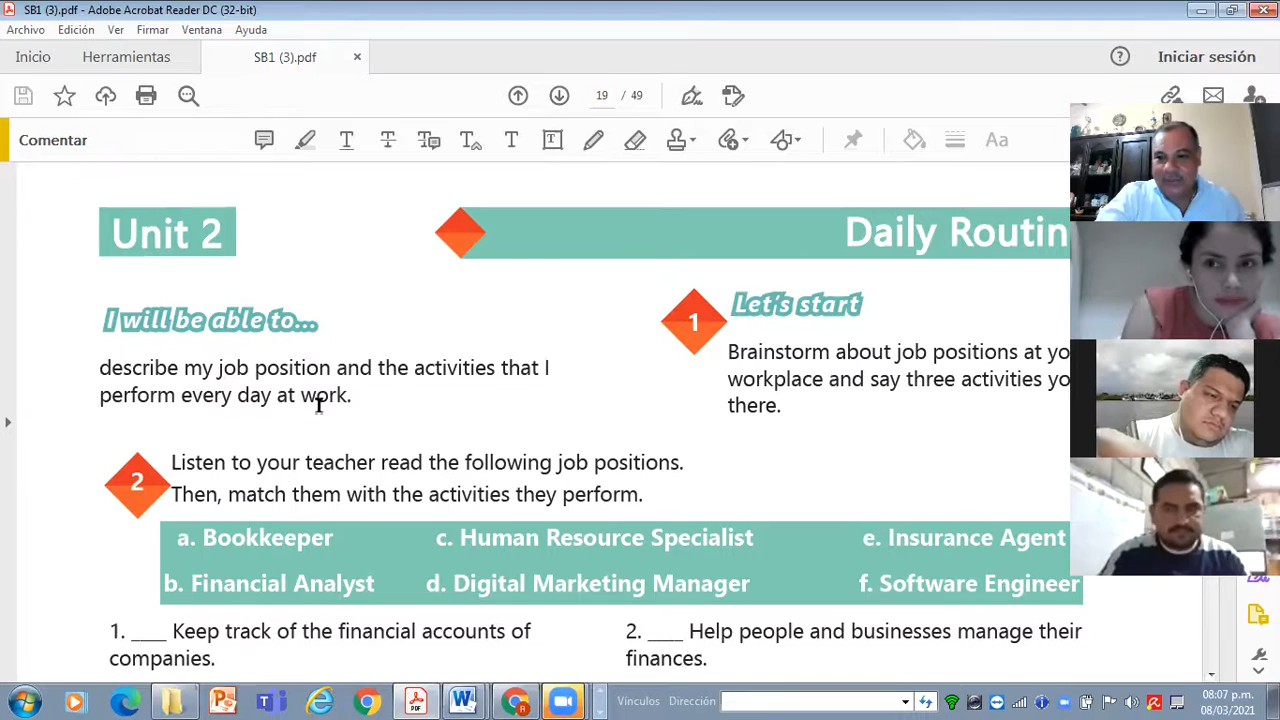 SB1 (3).pdf - Adobe Acrobat Reader DC (32-bit)
Archivo Edición Ver Firmar Ventana Ayuda
Inicio Herramientas SB1 (3).pdf × Iniciar sesión
19 / 49
Comentar
Unit 2
Daily Routin
I will be able to...
describe my job position and the activities that I
perform every day at work.
1 Let's start
Brainstorm about job positions at yo
workplace and say three activities yo
there.
2 Listen to your teacher read the following job positions.
Then, match them with the activities they perform.
a. Bookkeeper c. Human Resource Specialist e. Insurance Agent
b. Financial Analyst d. Digital Marketing Manager f. Software Engineer
1. ____ Keep track of the financial accounts of
companies.
2. ____ Help people and businesses manage their
finances.
Vínculos Dirección
08:07 p.m.
08/03/2021